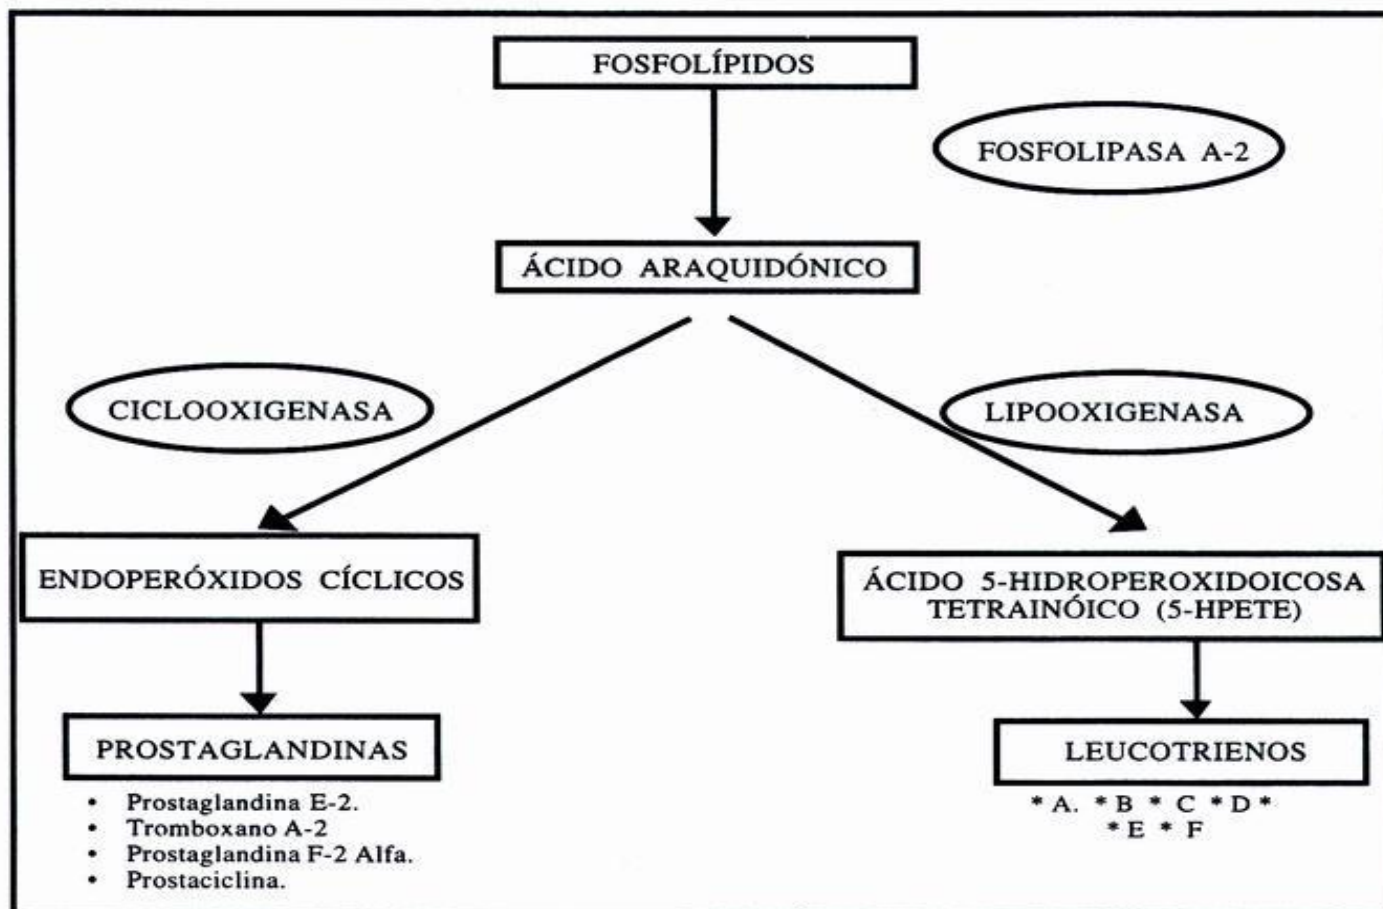 FOSFOLÍPIDOS
FOSFOLIPASA A-2
ÁCIDO ARAQUIDÓNICO
CICLOOXIGENASA
LIPOOXIGENASA
ENDOPERÓXIDOS CÍCLICOS
ÁCIDO 5-HIDROPEROXIDOICOSA
TETRAINÓICO (5-HPETE)
PROSTAGLANDINAS
• Prostaglandina E-2.
• Tromboxano A-2
• Prostaglandina F-2 Alfa.
• Prostaciclina.
LEUCOTRIENOS
* A. * B * C * D *
* E * F